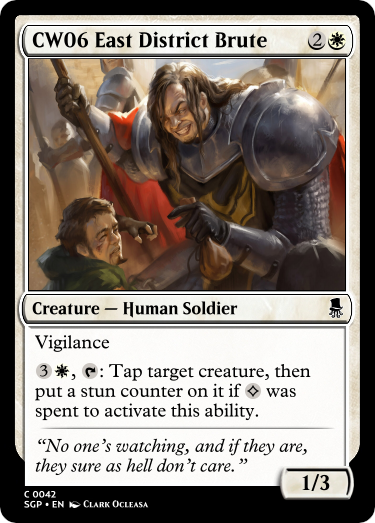 CW06 East District Brute 2
Creature — Human Soldier
Vigilance
3 , : Tap target creature, then
put a stun counter on it if was
spent to activate this ability.
“No one's watching, and if they are,
they sure as hell don't care.”
1/3
C 0042
SGP • EN Clark Ocleasa